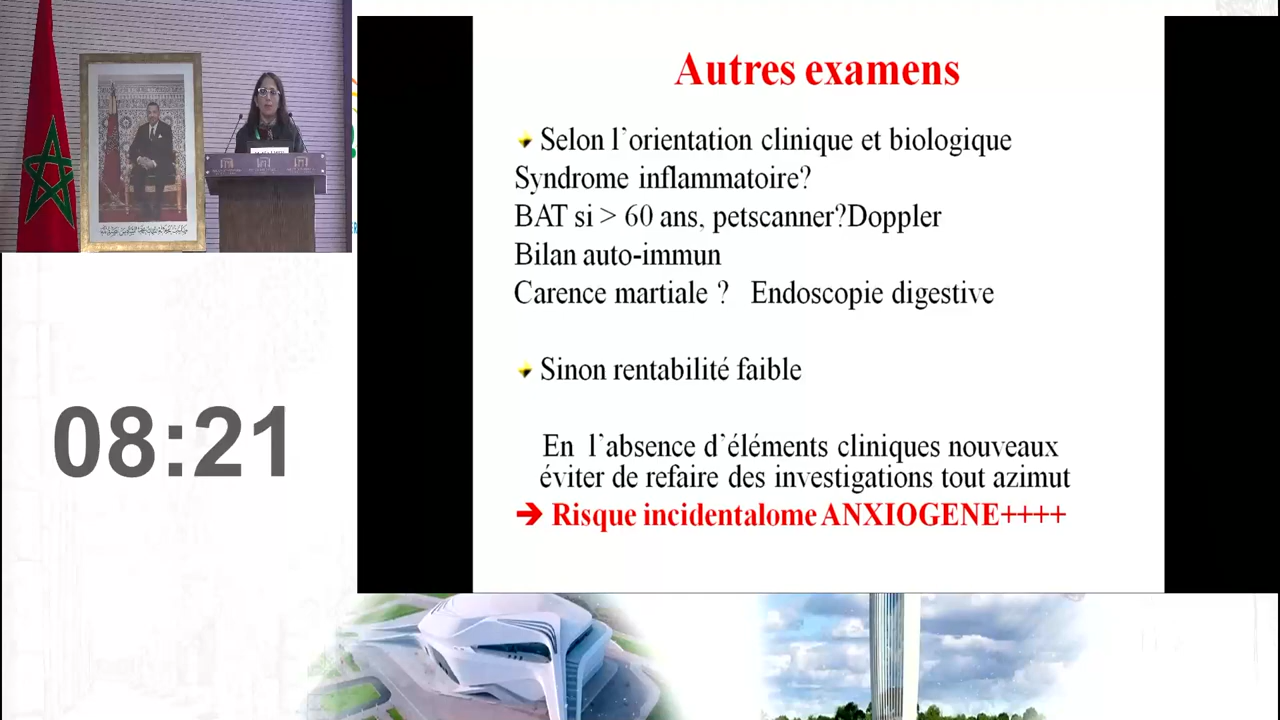 Autres examens
Selon l'orientation clinique et biologique
Syndrome inflammatoire?
BAT si > 60 ans, petscanner?Doppler
Bilan auto-immun
Carence martiale ? Endoscopie digestive
Sinon rentabilité faible
En l'absence d'éléments cliniques nouveaux
éviter de refaire des investigations tout azimut
➔ Risque incidentalome ANXIOGENE++++
08:21